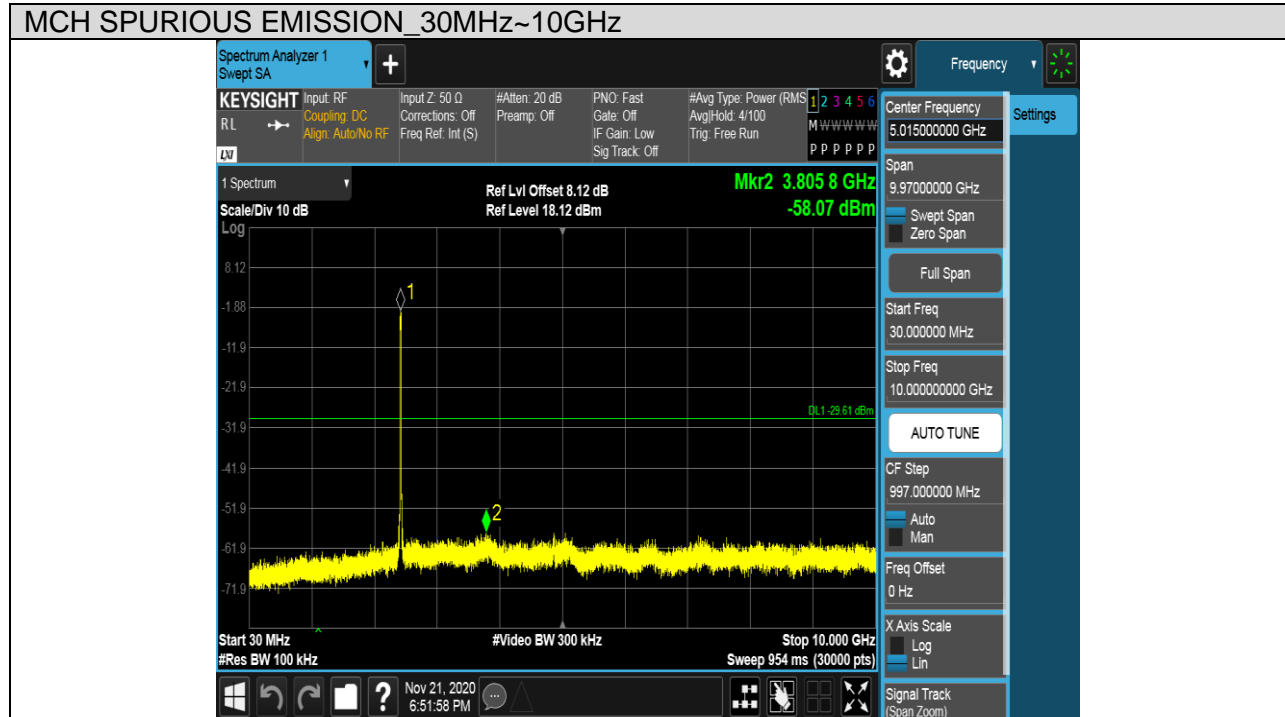 MCH SPURIOUS EMISSION_30MHz~10GHz
Spectrum Analyzer 1
Swept SA
+
Frequency
KEYSIGHT
RL
LXI
Input: RF
Coupling: DC
Align: Auto/No RF
Input Z: 50 Ω
Corrections: Off
Freq Ref: Int (S)
#Atten: 20 dB
Preamp: Off
PNO: Fast
Gate: Off
IF Gain: Low
Sig Track: Off
#Avg Type: Power (RMS
Avg|Hold: 4/100
Trig: Free Run
1 2 3 4 5 6
M W W W W W
P P P P P P
1 Spectrum
Scale/Div 10 dB
Ref Lvl Offset 8.12 dB
Ref Level 18.12 dBm
Mkr2 3.805 8 GHz
-58.07 dBm
Log
8.12
-1.88
-11.9
-21.9
-31.9
-41.9
-51.9
-61.9
-71.9
1
2
DL1 -29.61 dBm
Start 30 MHz
#Res BW 100 kHz
#Video BW 300 kHz
Stop 10.000 GHz
Sweep 954 ms (30000 pts)
Center Frequency
5.015000000 GHz
Settings
Span
9.97000000 GHz
Swept Span
Zero Span
Full Span
Start Freq
30.000000 MHz
Stop Freq
10.000000000 GHz
AUTO TUNE
CF Step
997.000000 MHz
Auto
Man
Freq Offset
0 Hz
X Axis Scale
Log
Lin
Signal Track
(Span Zoom)
?
Nov 21, 2020
6:51:58 PM